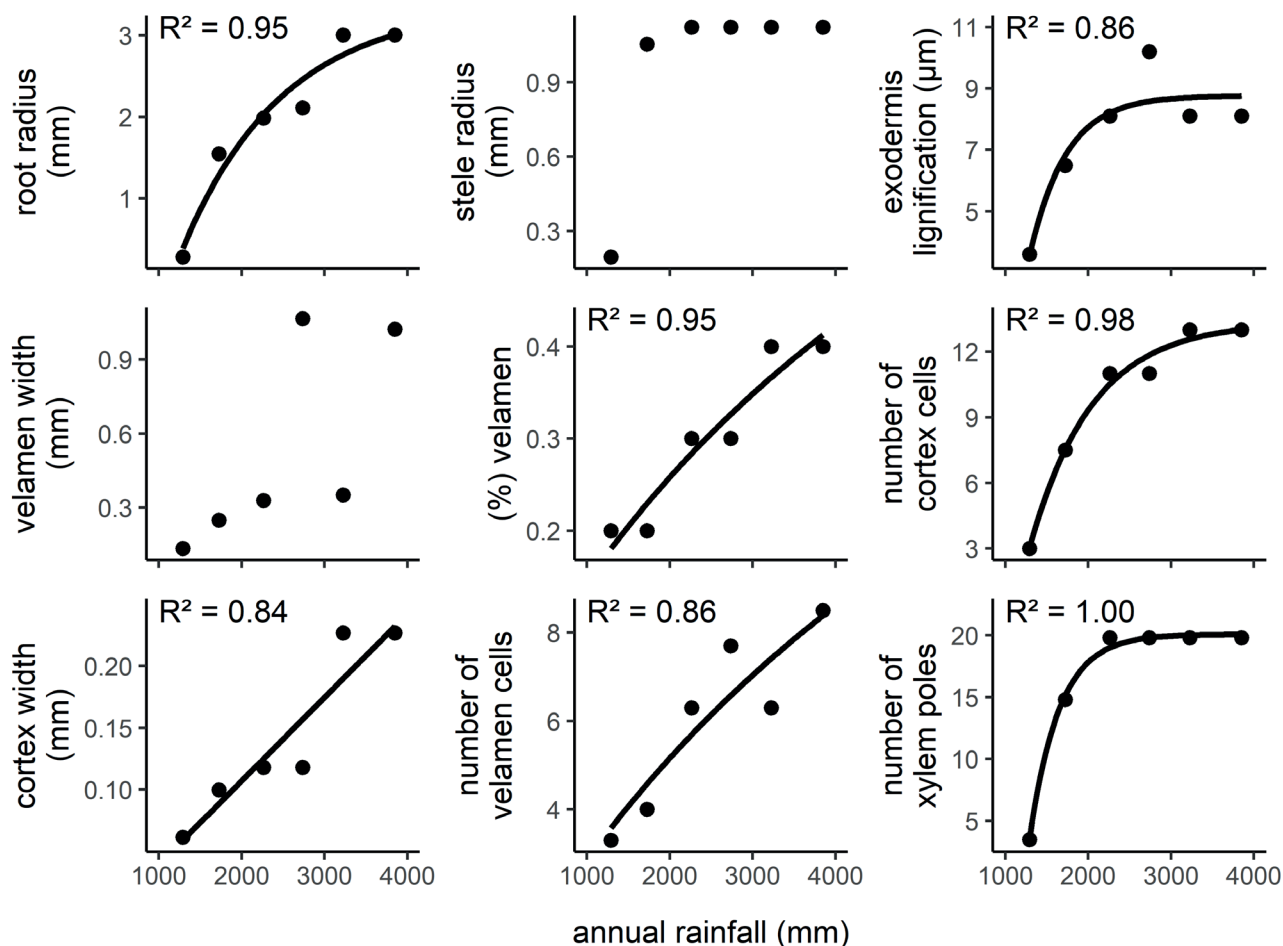 root radius
(mm)
R² = 0.95
3
2
1
stele radius
(mm)
0.9
0.6
0.3
exodermis
lignification (µm)
R² = 0.86
11
9
7
5
velamen width
(mm)
0.9
0.6
0.3
(%) velamen
R² = 0.95
0.4
0.3
0.2
number of
cortex cells
R² = 0.98
12
9
6
3
cortex width
(mm)
R² = 0.84
0.20
0.15
0.10
1000 2000 3000 4000
number of
velamen cells
R² = 0.86
8
6
4
1000 2000 3000 4000
number of
xylem poles
R² = 1.00
20
15
10
5
1000 2000 3000 4000
annual rainfall (mm)